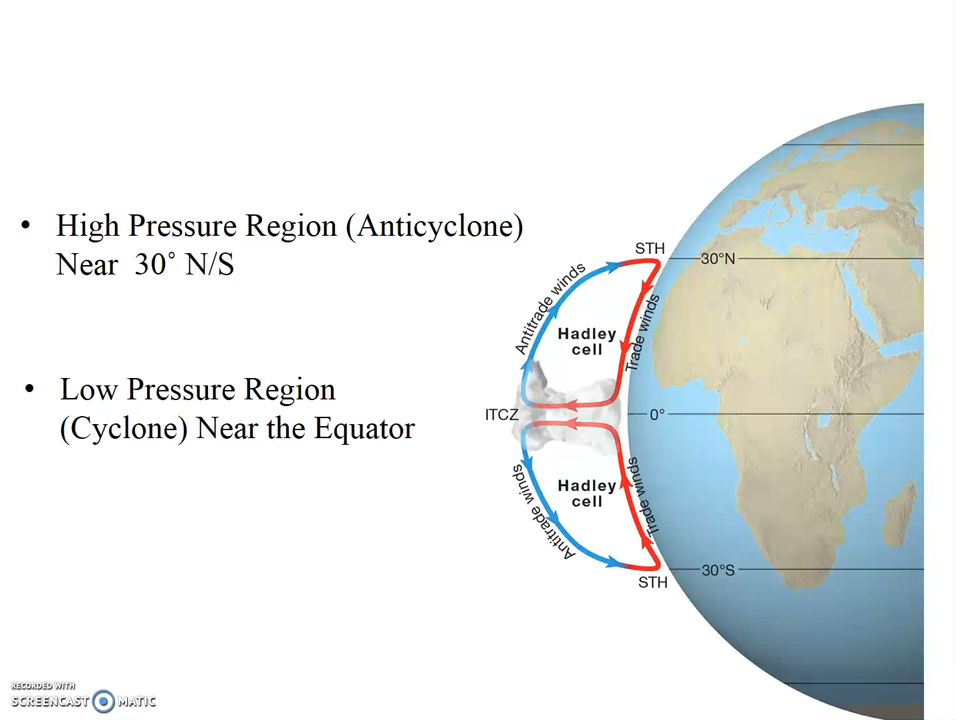 • High Pressure Region (Anticyclone)
Near 30˚ N/S
• Low Pressure Region
(Cyclone) Near the Equator
STH
30°N
Antitrade winds
Trade winds
Hadley
cell
ITCZ
0°
Hadley
cell
Antitrade winds
Trade winds
30°S
STH
RECORDED WITH
SCREENCAST MATIC